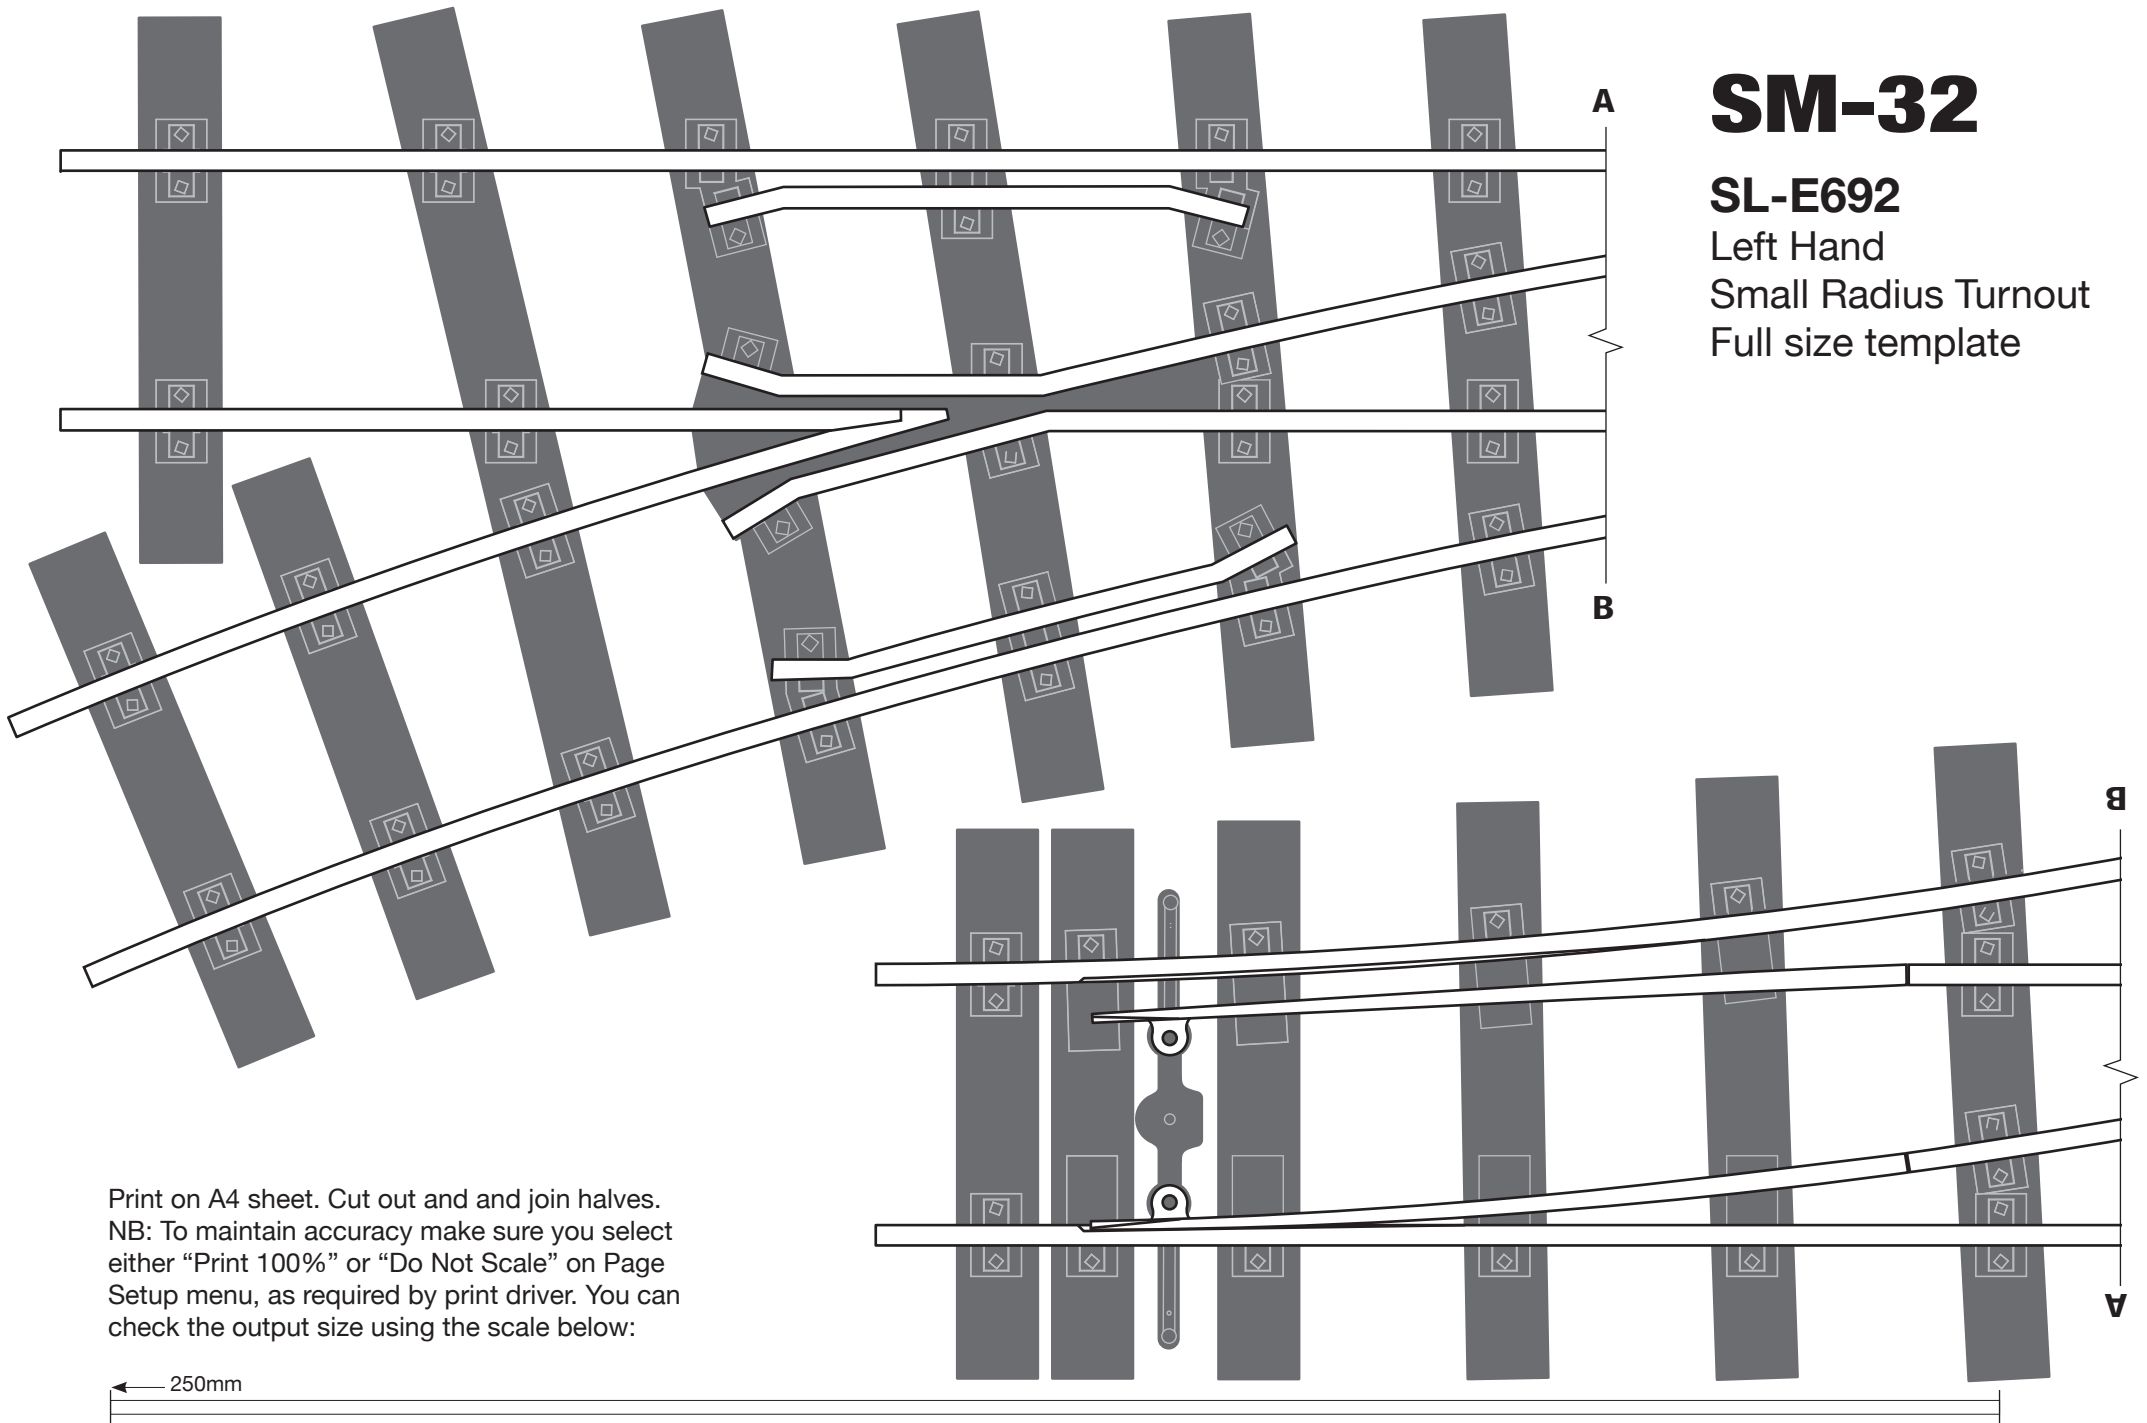 SM-32
SL-E692
Left Hand
Small Radius Turnout
Full size template
A
B
B
A
Print on A4 sheet. Cut out and and join halves.
NB: To maintain accuracy make sure you select
either “Print 100%” or “Do Not Scale” on Page
Setup menu, as required by print driver. You can
check the output size using the scale below:
250mm